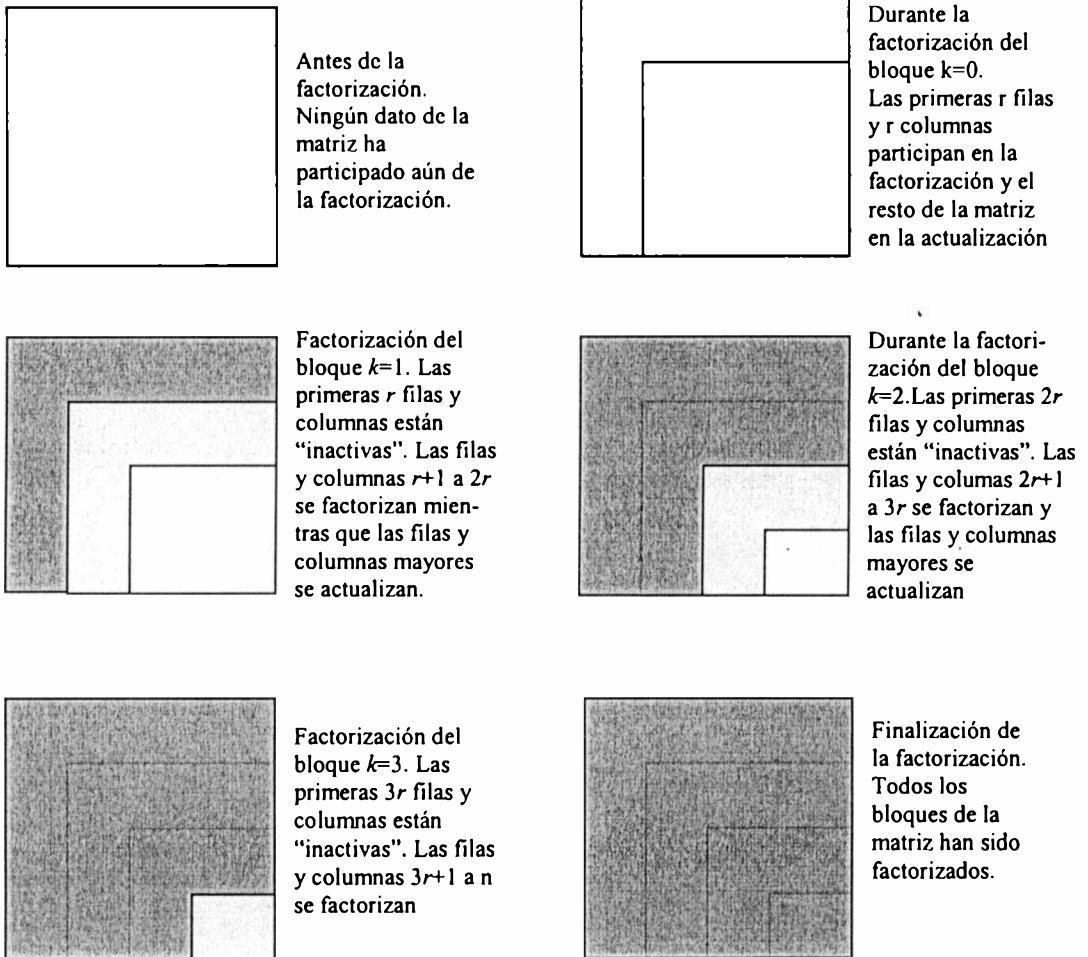 Antes de la
factorización.
Ningún dato de la
matriz ha
participado aún de
la factorización.
Durante la
factorización del
bloque k=0.
Las primeras r filas
y r columnas
participan en la
factorización y el
resto de la matriz
en la actualización
Factorización del
bloque k=1. Las
primeras r filas y
columnas están
“inactivas”. Las filas
y columnas r+1 a 2r
se factorizan mien-
tras que las filas y
columnas mayores
se actualizan.
Durante la factori-
zación del bloque
k=2.Las primeras 2r
filas y columnas
están “inactivas”. Las
filas y columas 2r+1
a 3r se factorizan y
las filas y columnas
mayores se
actualizan
Factorización del
bloque k=3. Las
primeras 3r filas y
columnas están
“inactivas”. Las filas
y columnas 3r+1 a n
se factorizan
Finalización de
la factorización.
Todos los
bloques de la
matriz han sido
factorizados.